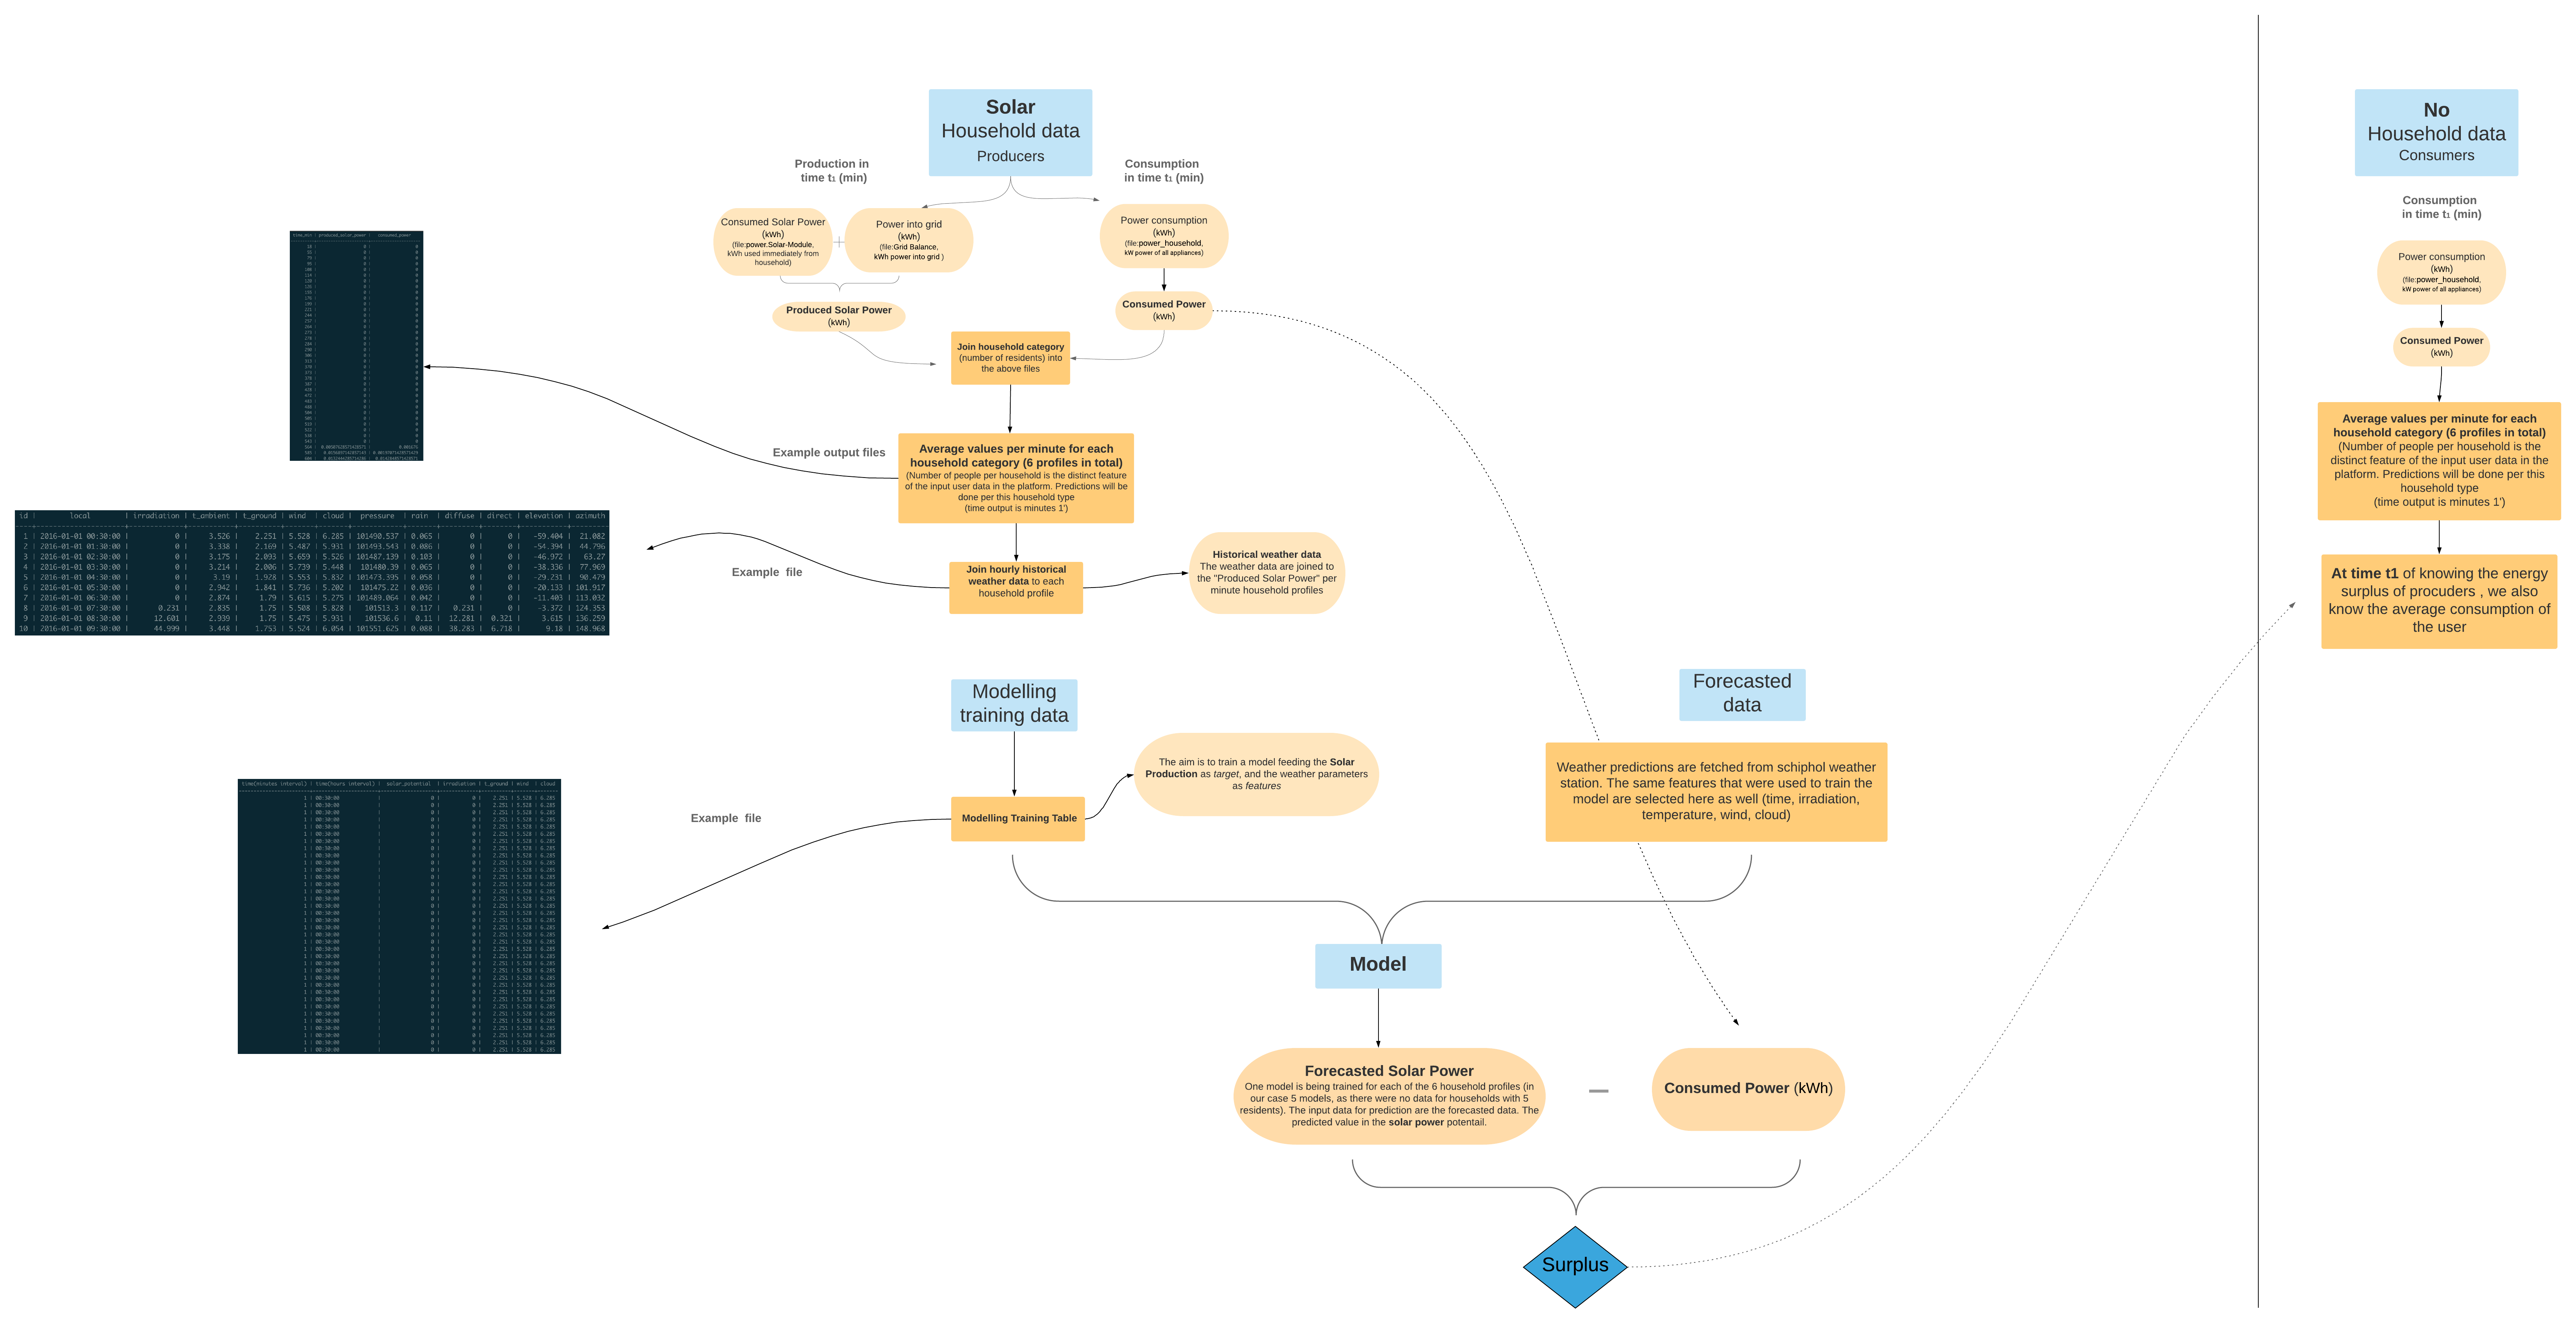 Solar
Household data
Producers
Production in
time t1 (min)
Consumption
in time t1 (min)
Consumed Solar Power
(kWh)
(file:power.Solar-Module,
kWh used immediately from
household)
+
Power into grid
(kWh)
(file:Grid Balance,
kWh power into grid )
Power consumption
(kWh)
(file:power_household,
kW power of all appliances)
Produced Solar Power
(kWh)
Consumed Power
(kWh)
Join household category
(number of residents) into
the above files
Example output files
Average values per minute for each
household category (6 profiles in total)
(Number of people per household is the distinct feature
of the input user data in the platform. Predictions will be
done per this household type
(time output is minutes 1')
time_min | produced_solar_power | consumed_power
id | local | irradiation | t_ambient | t_ground | wind | cloud | pressure | rain | diffuse | direct | elevation | azimuth
1 | 2016-01-01 00:30:00 | 0 | 3.526 | 2.251 | 5.528 | 6.285 | 101490.537 | 0.065 | 0 | 0 | -59.404 | 21.082
2 | 2016-01-01 01:30:00 | 0 | 3.338 | 2.169 | 5.487 | 5.931 | 101493.543 | 0.086 | 0 | 0 | -54.394 | 44.796
3 | 2016-01-01 02:30:00 | 0 | 3.175 | 2.093 | 5.659 | 5.526 | 101487.139 | 0.103 | 0 | 0 | -46.972 | 63.27
4 | 2016-01-01 03:30:00 | 0 | 3.214 | 2.006 | 5.739 | 5.448 | 101480.39 | 0.065 | 0 | 0 | -38.336 | 77.969
5 | 2016-01-01 04:30:00 | 0 | 3.19 | 1.928 | 5.553 | 5.832 | 101473.395 | 0.058 | 0 | 0 | -29.231 | 90.479
6 | 2016-01-01 05:30:00 | 0 | 2.942 | 1.841 | 5.736 | 5.202 | 101475.22 | 0.036 | 0 | 0 | -20.133 | 101.917
7 | 2016-01-01 06:30:00 | 0 | 2.874 | 1.79 | 5.615 | 5.275 | 101489.064 | 0.042 | 0 | 0 | -11.403 | 113.032
8 | 2016-01-01 07:30:00 | 0.231 | 2.835 | 1.75 | 5.508 | 5.828 | 101513.3 | 0.117 | 0.231 | 0 | -3.372 | 124.353
9 | 2016-01-01 08:30:00 | 12.601 | 2.939 | 1.75 | 5.475 | 5.931 | 101536.6 | 0.11 | 12.281 | 0.321 | 3.615 | 136.259
10 | 2016-01-01 09:30:00 | 44.999 | 3.448 | 1.753 | 5.524 | 6.054 | 101551.625 | 0.088 | 38.283 | 6.718 | 9.18 | 148.968
Example file
Join hourly historical
weather data to each
household profile
Historical weather data
The weather data are joined to
the "Produced Solar Power" per
minute household profiles
Modelling
training data
The aim is to train a model feeding the Solar
Production as target, and the weather parameters
as features
Modelling Training Table
Example file
time(minutes interval) | time(hours interval) | solar_potential | irradiation | t_ground | wind | cloud
1 | 00:30:00 | 0 | 0 | 2.251 | 5.528 | 6.285
Forecasted
data
Weather predictions are fetched from schiphol weather
station. The same features that were used to train the
model are selected here as well (time, irradiation,
temperature, wind, cloud)
Model
Forecasted Solar Power
One model is being trained for each of the 6 household profiles (in
our case 5 models, as there were no data for households with 5
residents). The input data for prediction are the forecasted data. The
predicted value in the solar power potentail.
Consumed Power (kWh)
Surplus
No
Household data
Consumers
Consumption
in time t1 (min)
Power consumption
(kWh)
(file:power_household,
kW power of all appliances)
Consumed Power
(kWh)
Average values per minute for each
household category (6 profiles in total)
(Number of people per household is the
distinct feature of the input user data in the
platform. Predictions will be done per this
household type
(time output is minutes 1')
At time t1 of knowing the energy
surplus of procuders , we also
know the average consumption of
the user